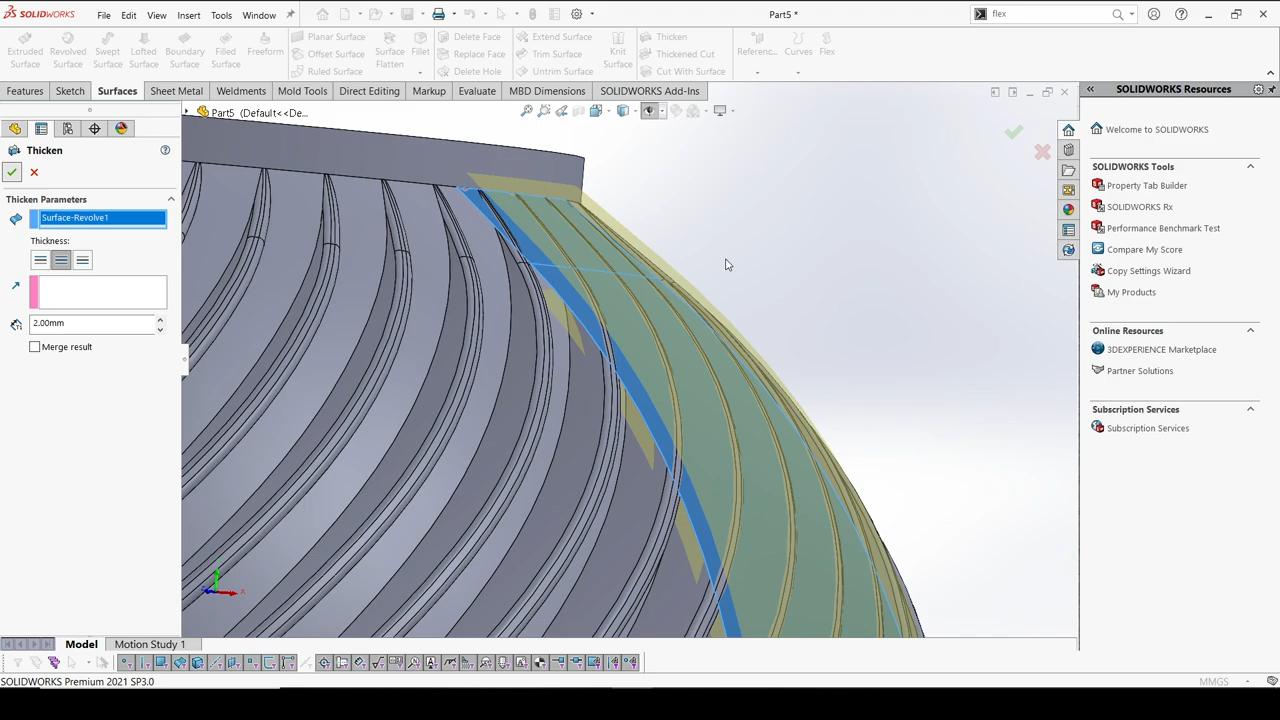 SOLIDWORKS File Edit View Insert Tools Window Part5 * flex
Extruded Surface
Revolved Surface
Swept Surface
Lofted Surface
Boundary Surface
Filled Surface
Freeform
Planar Surface
Offset Surface
Ruled Surface
Surface Flatten
Fillet
Delete Face
Replace Face
Delete Hole
Extend Surface
Trim Surface
Untrim Surface
Knit Surface
Thicken
Thickened Cut
Cut With Surface
Referenc...
Curves
Flex
Features Sketch Surfaces Sheet Metal Weldments Mold Tools Direct Editing Markup Evaluate MBD Dimensions SOLIDWORKS Add-Ins
Part5 (Default<<De...
Thicken
Thicken Parameters
Surface-Revolve1
Thickness:
2.00mm
Merge result
X
SOLIDWORKS Resources
Welcome to SOLIDWORKS
SOLIDWORKS Tools
Property Tab Builder
SOLIDWORKS Rx
Performance Benchmark Test
Compare My Score
Copy Settings Wizard
My Products
Online Resources
3DEXPERIENCE Marketplace
Partner Solutions
Subscription Services
Subscription Services
Model Motion Study 1
SOLIDWORKS Premium 2021 SP3.0
MMGS